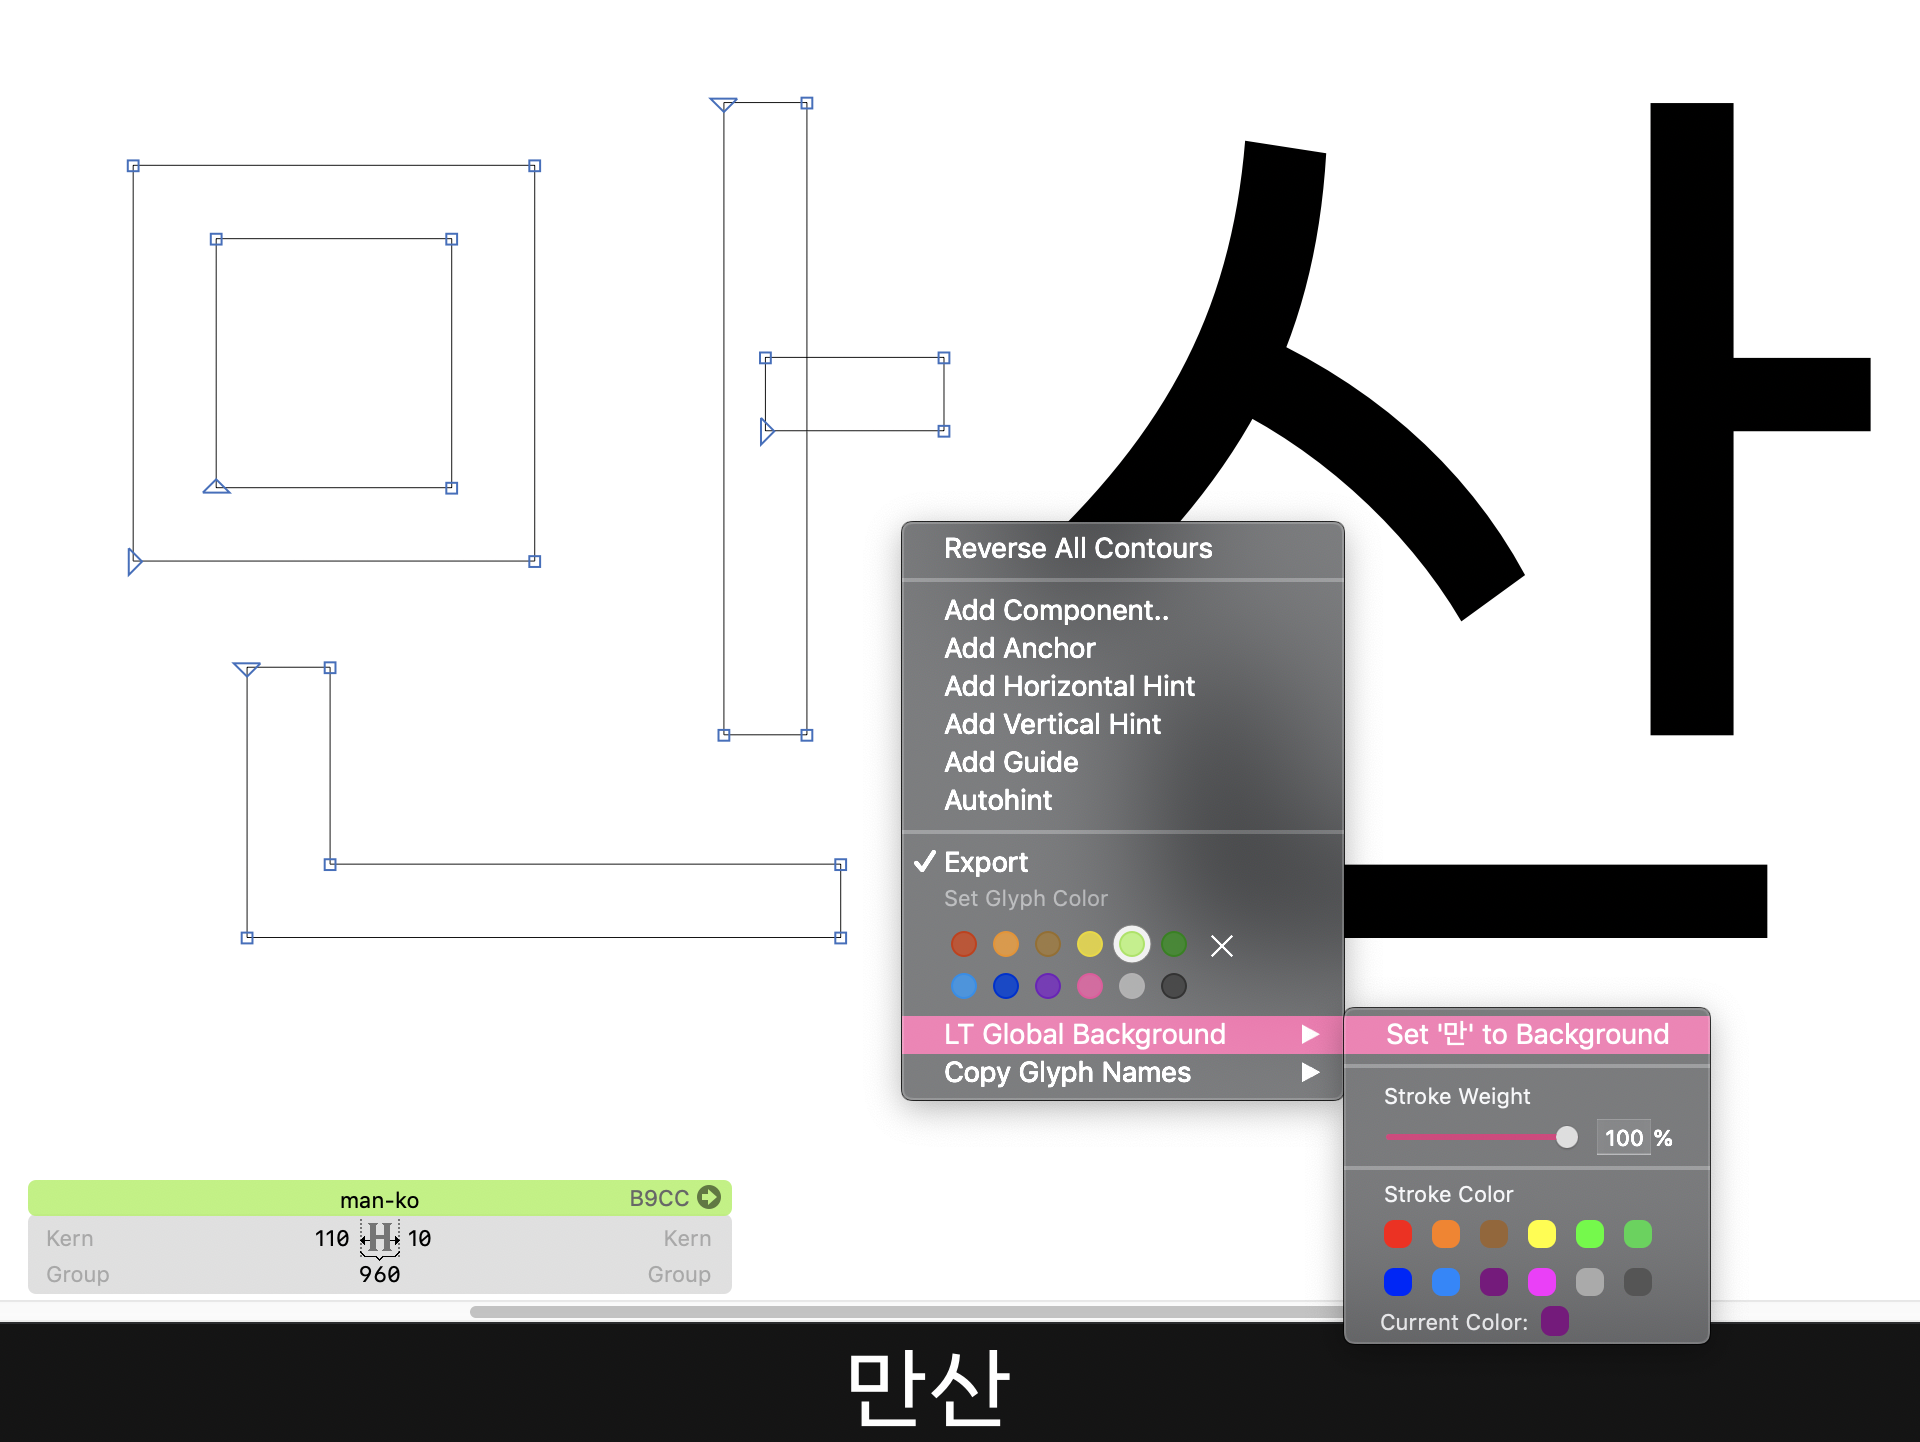 만산
Reverse All Contours
Add Component..
Add Anchor
Add Horizontal Hint
Add Vertical Hint
Add Guide
Autohint
Export
Set Glyph Color
LT Global Background
Copy Glyph Names
Set '만' to Background
Stroke Weight
100 %
Stroke Color
Current Color:
man-ko B9CC
Kern 110 H 10 Kern
Group 960 Group
만산